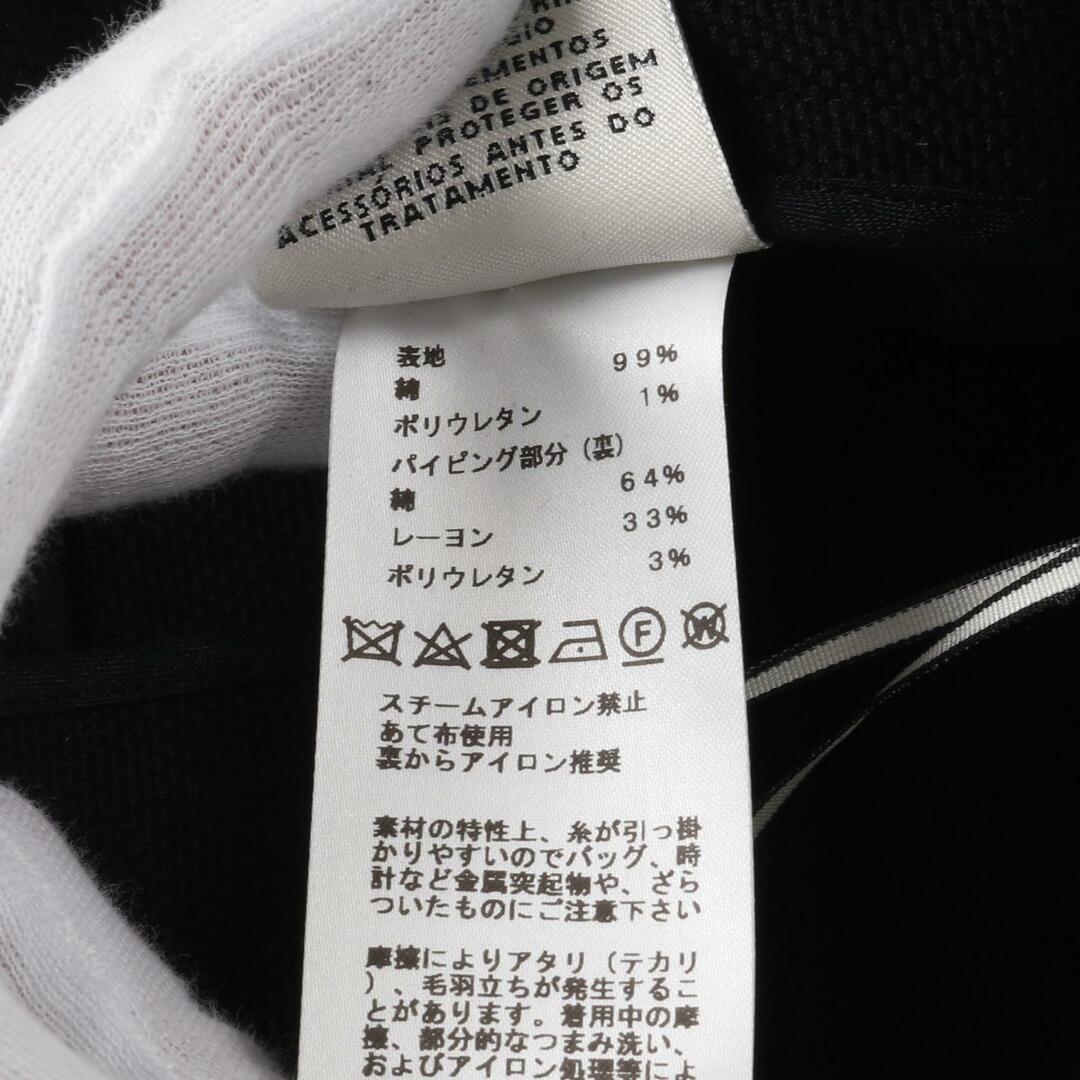 EMENTOS
DE ORIGEM
PROTEGER OS
ACESSÓRIOS ANTES DO
TRATAMENTO
表地
綿 99%
ポリウレタン 1%
パイピング部分（裏）
綿 64%
レーヨン 33%
ポリウレタン 3%
F W
スチームアイロン禁止
あて布使用
裏からアイロン推奨
素材の特性上、糸が引っ掛
かりやすいのでバッグ、時
計など金属突起物や、ざら
ついたものにご注意下さい
摩擦によりアタリ（テカリ
）、毛羽立ちが発生するこ
とがあります。着用中の摩
擦、部分的なつまみ洗い、
およびアイロン処理等によ